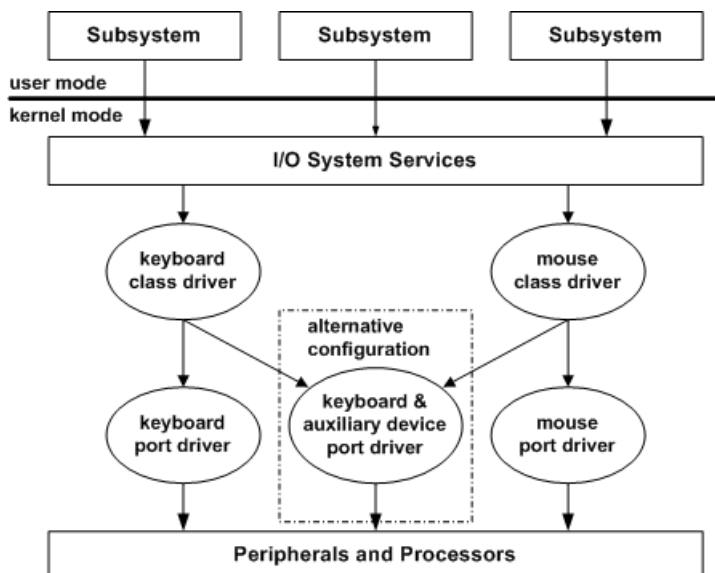 Subsystem
Subsystem
Subsystem
user mode
kernel mode
I/O System Services
keyboard
class driver
mouse
class driver
alternative
configuration
keyboard
port driver
keyboard &
auxiliary device
port driver
mouse
port driver
Peripherals and Processors